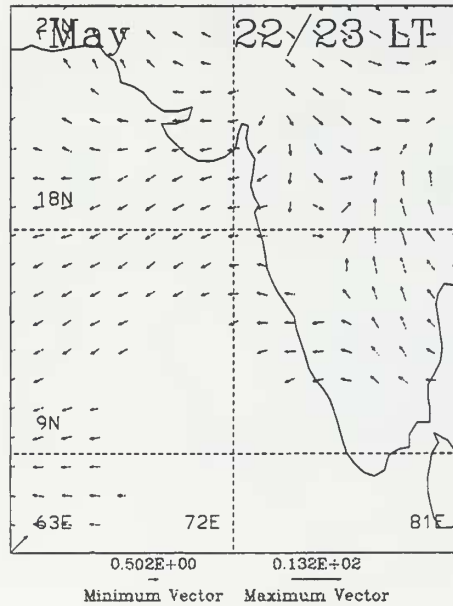 May 22/23 LT
27N
18N
9N
63E 72E 81E
0.502E+00 0.132E+02
Minimum Vector Maximum Vector